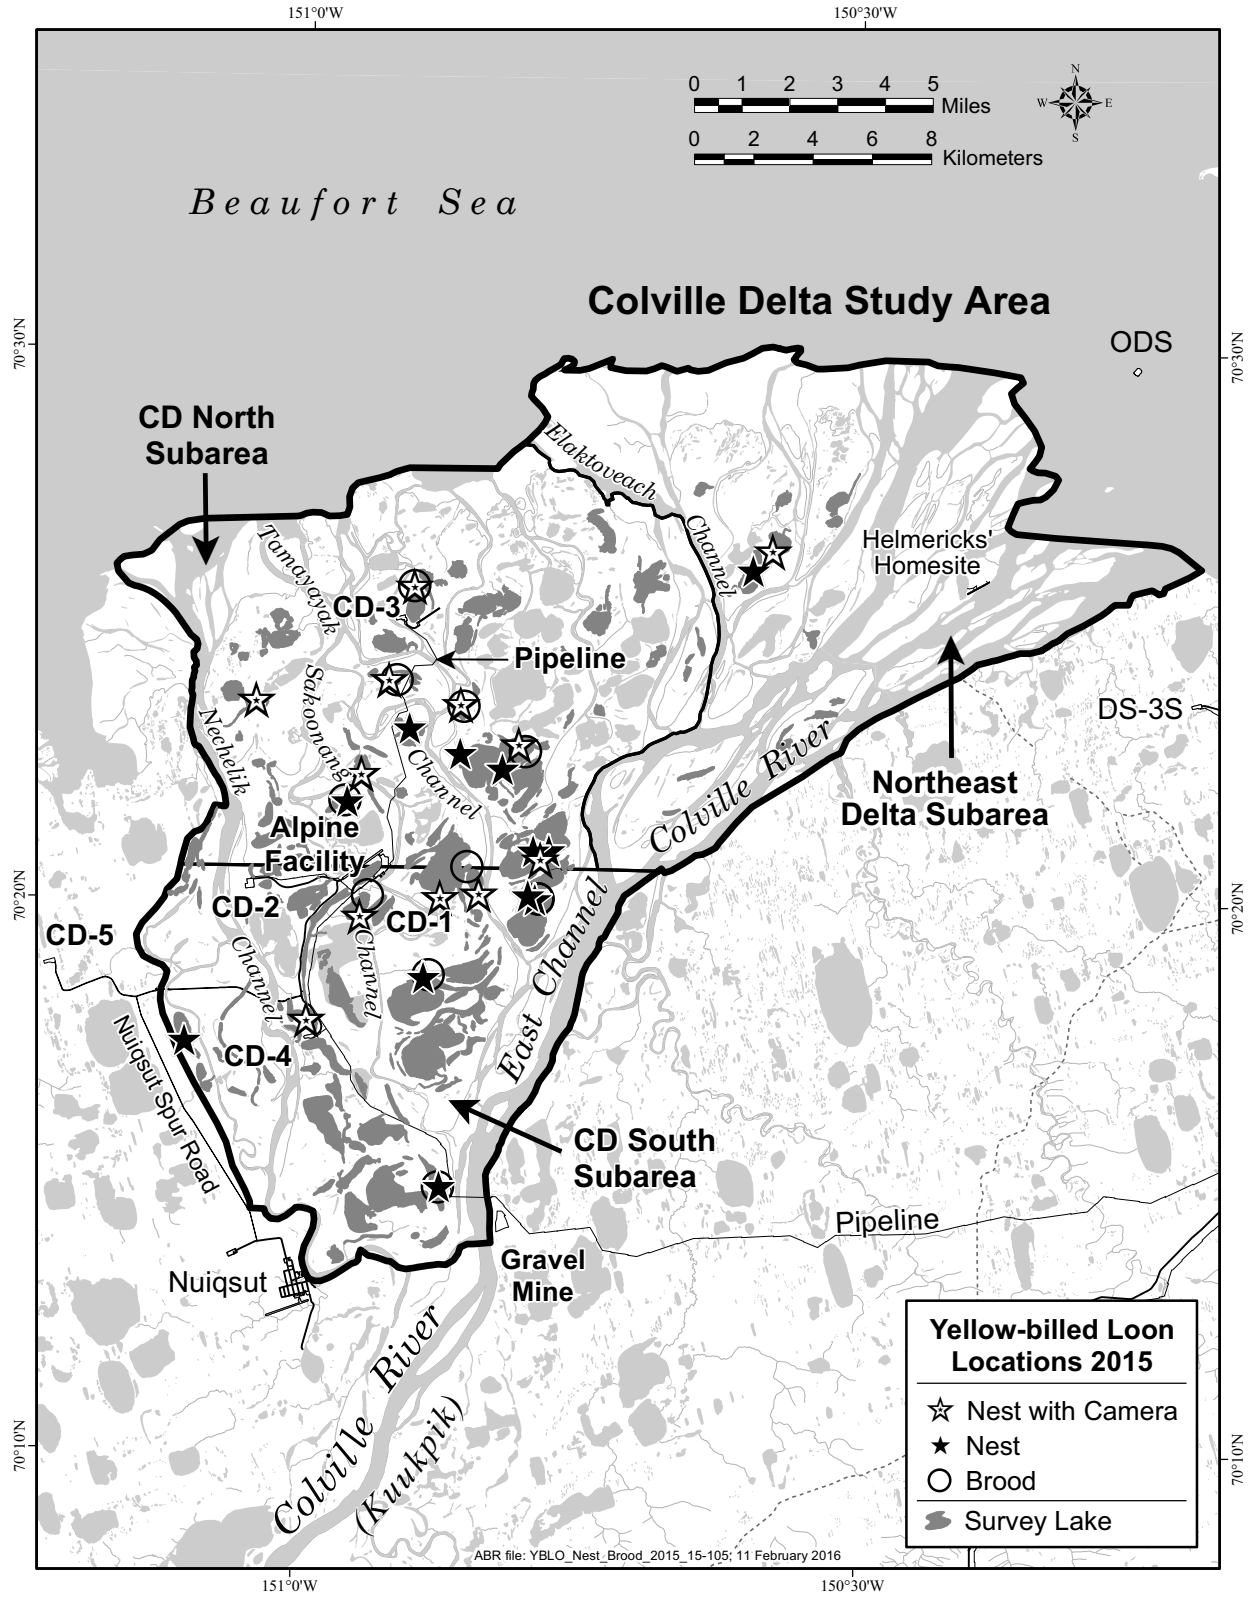 151°0'W
150°30'W
0 1 2 3 4 5
Miles
0 2 4 6 8
Kilometers
N
W E
S
Beaufort Sea
Colville Delta Study Area
70°30'N
70°30'N
ODS
CD North
Subarea
Elaktoveach
Channel
Tamayayak
Helmericks'
Homesite
CD-3
Pipeline
Sakoonang
Channel
Nechelik
DS-3S
Colville River
Northeast
Delta Subarea
Alpine
Facility
70°20'N
70°20'N
CD-2
CD-1
CD-5
Channel
Channel
East Channel
Nuiqsut Spur Road
CD-4
CD South
Subarea
Pipeline
Gravel
Mine
Nuiqsut
Colville River
(Kuukpik)
70°10'N
70°10'N
Yellow-billed Loon
Locations 2015
Nest with Camera
Nest
Brood
Survey Lake
ABR file: YBLO_Nest_Brood_2015_15-105; 11 February 2016
151°0'W
150°30'W